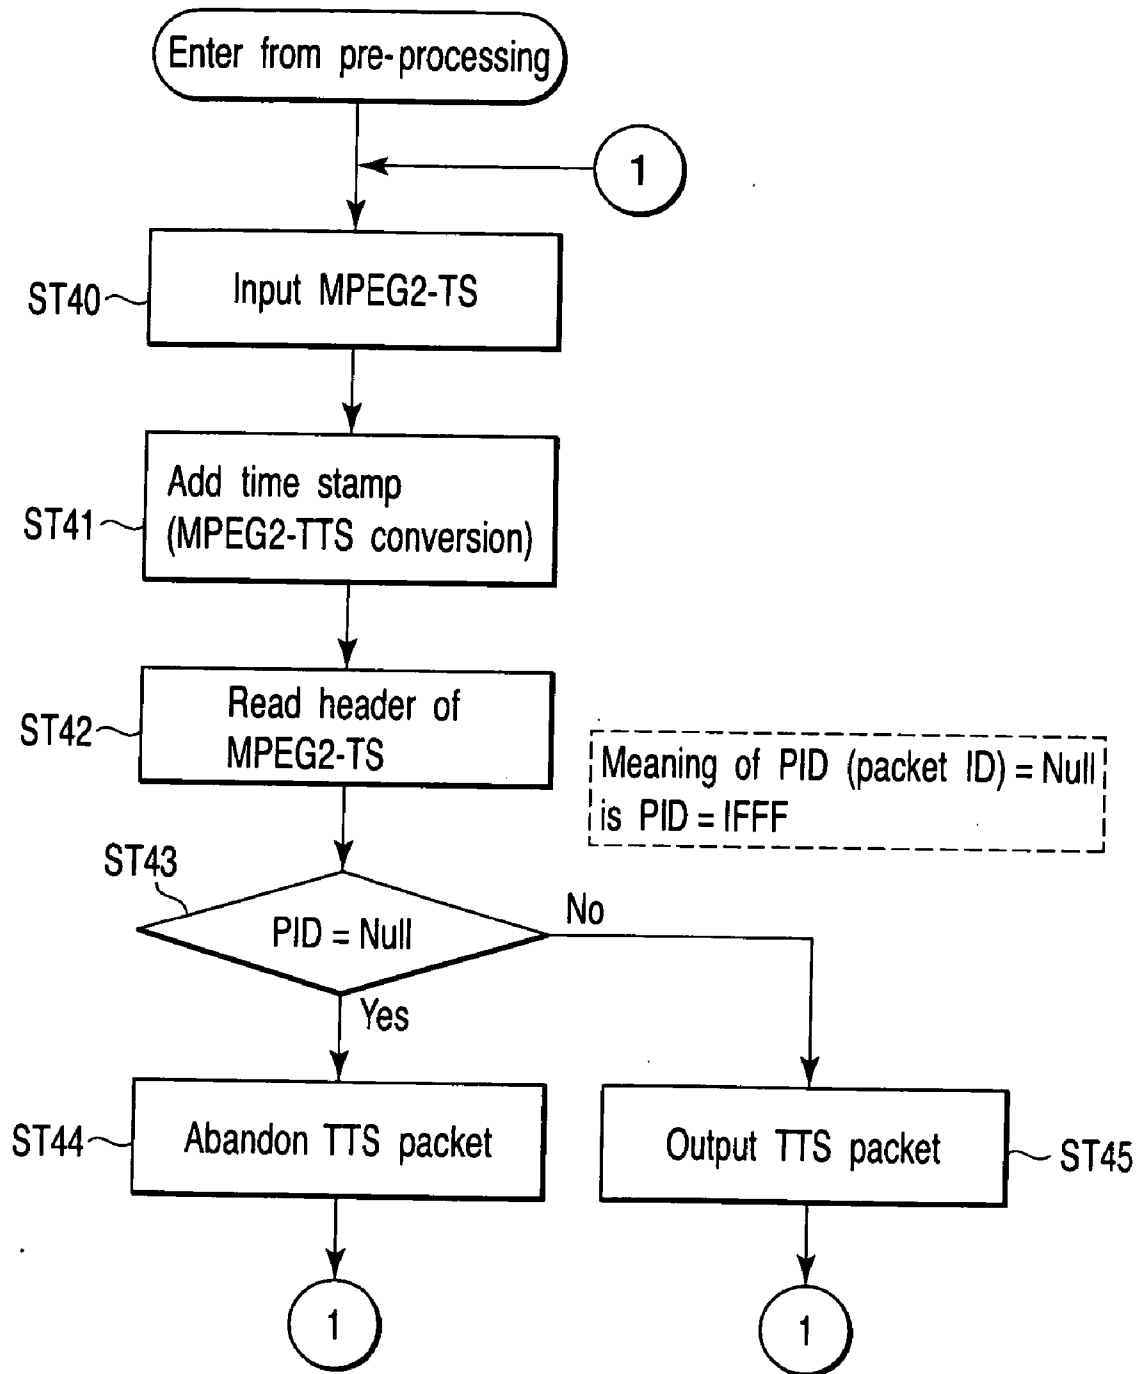 Enter from pre-processing
1
ST40
Input MPEG2-TS
ST41
Add time stamp
(MPEG2-TTS conversion)
ST42
Read header of
MPEG2-TS
Meaning of PID (packet ID) = Null
is PID = IFFF
ST43
PID = Null
No
Yes
ST44
Abandon TTS packet
Output TTS packet
ST45
1
1